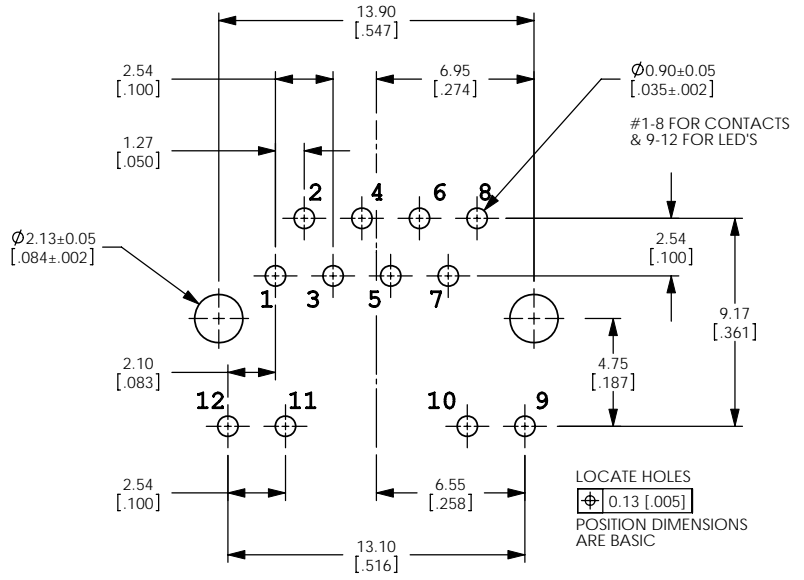 13.90
[.547]
2.54
[.100]
6.95
[.274]
Ø0.90±0.05
[.035±.002]
#1-8 FOR CONTACTS
& 9-12 FOR LED'S
1.27
[.050]
2 4 6 8
Ø2.13±0.05
[.084±.002]
2.54
[.100]
1 3 5 7
9.17
[.361]
4.75
[.187]
2.10
[.083]
12 11 10 9
2.54
[.100]
6.55
[.258]
LOCATE HOLES
⌖ 0.13 [.005]
POSITION DIMENSIONS
ARE BASIC
13.10
[.516]